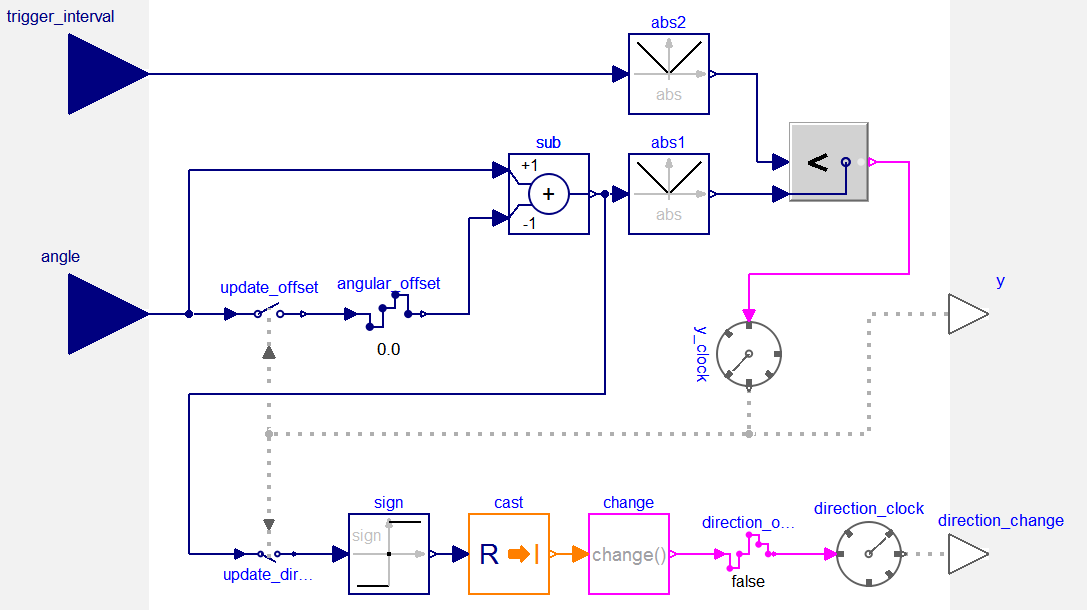 trigger_interval
abs2
abs
sub
abs1
+1
+
-1
abs
<
angle
update_offset
angular_offset
0.0
y
y_clock
sign
cast
change
direction_o...
direction_clock
direction_change
sign
R
I
change()
update_dir...
false